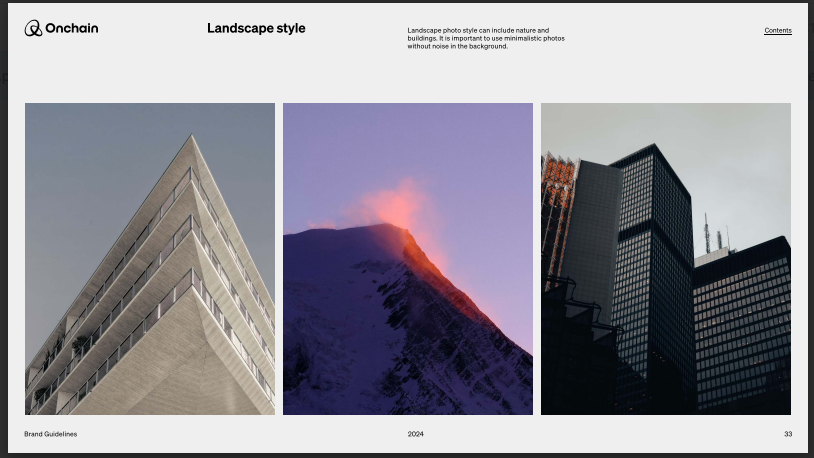 Onchain
Landscape style
Landscape photo style can include nature and
buildings. It is important to use minimalistic photos
without noise in the background.
Contents
Brand Guidelines
2024
33